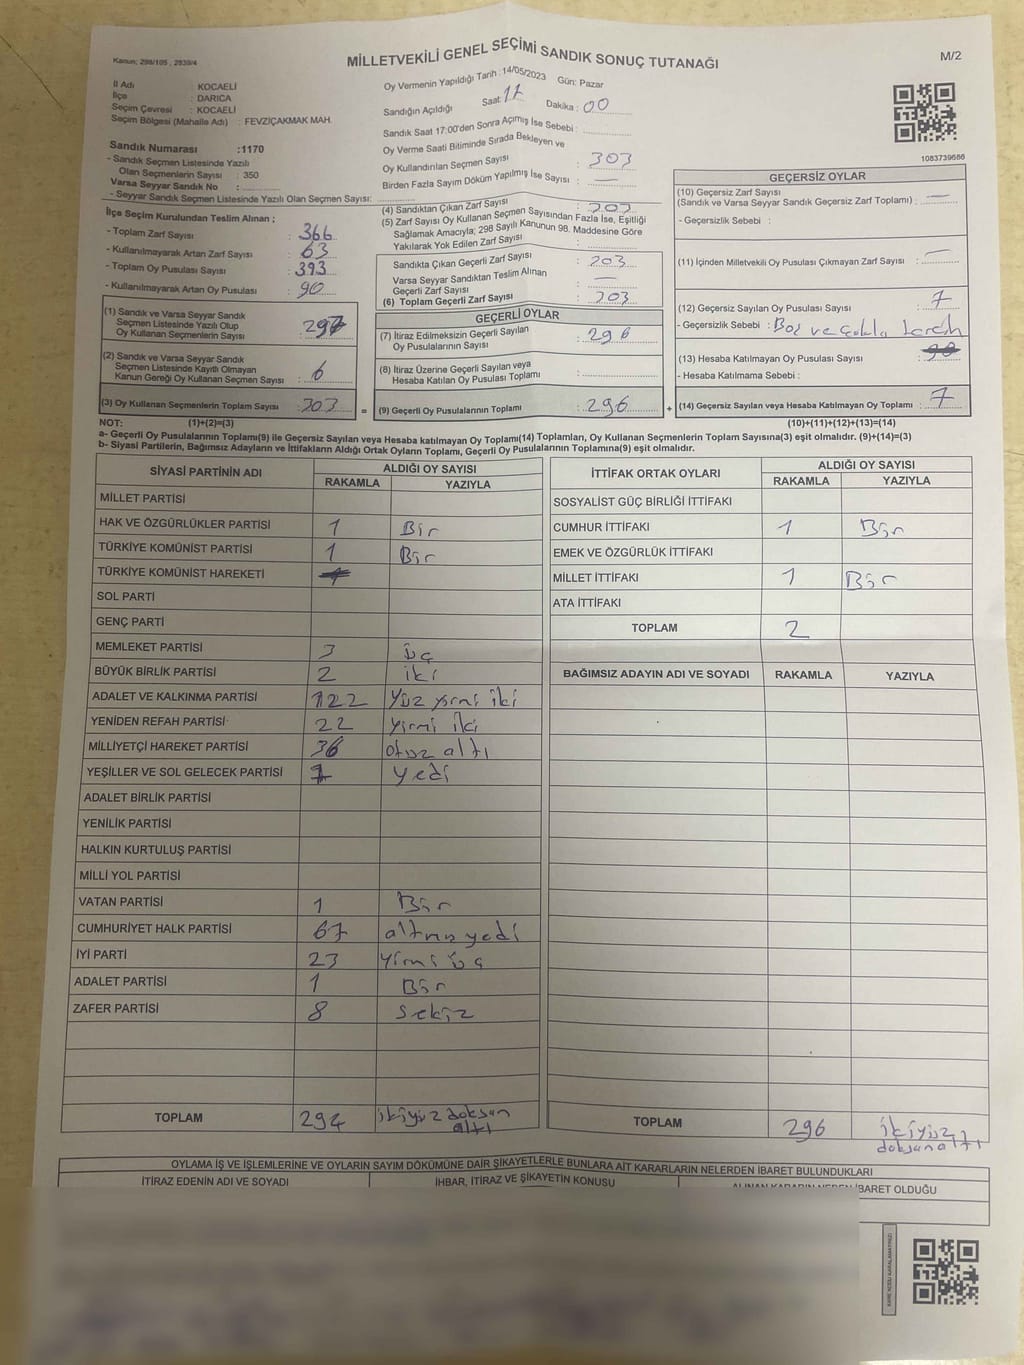 Kanun; 298/105 , 2839/4
MİLLETVEKİLİ GENEL SEÇİMİ SANDIK SONUÇ TUTANAĞI
M/2
İl Adı : KOCAELİ
İlçe : DARICA
Seçim Çevresi : KOCAELİ
Seçim Bölgesi (Mahalle Adı) : FEVZİÇAKMAK MAH.
Sandık Numarası :1170
- Sandık Seçmen Listesinde Yazılı
Olan Seçmenlerin Sayısı : 350
Varsa Seyyar Sandık No :
- Seyyar Sandık Seçmen Listesinde Yazılı Olan Seçmen Sayısı:
Oy Vermenin Yapıldığı Tarih : 14/05/2023 Gün: Pazar
Sandığın Açıldığı Saat : 17 Dakika : 00
Sandık Saat 17:00'den Sonra Açımış İse Sebebi :
Oy Verme Saati Bitiminde Sırada Bekleyen ve
Oy Kullandırılan Seçmen Sayısı : 303
Birden Fazla Sayım Döküm Yapılmış İse Sayısı : —
1083739686
İlçe Seçim Kurulundan Teslim Alınan ;
- Toplam Zarf Sayısı : 366
- Kullanılmayarak Artan Zarf Sayısı : 63
- Toplam Oy Pusulası Sayısı : 393
- Kullanılmayarak Artan Oy Pusulası : 90
(1) Sandık ve Varsa Seyyar Sandık
Seçmen Listesinde Yazılı Olup
Oy Kullanan Seçmenlerin Sayısı : 297
(2) Sandık ve Varsa Seyyar Sandık
Seçmen Listesinde Kayıtlı Olmayan
Kanun Gereği Oy Kullanan Seçmen Sayısı : 6
(3) Oy Kullanan Seçmenlerin Toplam Sayısı : 303 =
(4) Sandıktan Çıkan Zarf Sayısı : 303
(5) Zarf Sayısı Oy Kullanan Seçmen Sayısından Fazla İse, Eşitliği
Sağlamak Amacıyla; 298 Sayılı Kanunun 98. Maddesine Göre
Yakılarak Yok Edilen Zarf Sayısı :
Sandıkta Çıkan Geçerli Zarf Sayısı : 303
Varsa Seyyar Sandıktan Teslim Alınan
Geçerli Zarf Sayısı : —
(6) Toplam Geçerli Zarf Sayısı : 303
GEÇERLİ OYLAR
(7) İtiraz Edilmeksizin Geçerli Sayılan
Oy Pusulalarının Sayısı : 296
(8) İtiraz Üzerine Geçerli Sayılan veya
Hesaba Katılan Oy Pusulası Toplamı :
(9) Geçerli Oy Pusulalarının Toplamı : 296 +
GEÇERSİZ OYLAR
(10) Geçersiz Zarf Sayısı
(Sandık ve Varsa Seyyar Sandık Geçersiz Zarf Toplamı) : —
- Geçersizlik Sebebi :
(11) İçinden Milletvekili Oy Pusulası Çıkmayan Zarf Sayısı : —
(12) Geçersiz Sayılan Oy Pusulası Sayısı : 7
- Geçersizlik Sebebi : Boş ve
(13) Hesaba Katılmayan Oy Pusulası Sayısı :
- Hesaba Katılmama Sebebi :
(14) Geçersiz Sayılan veya Hesaba Katılmayan Oy Toplamı : 7
NOT: (1)+(2)=(3) (10)+(11)+(12)+(13)=(14)
a- Geçerli Oy Pusulalarının Toplamı(9) ile Geçersiz Sayılan veya Hesaba katılmayan Oy Toplamı(14) Toplamları, Oy Kullanan Seçmenlerin Toplam Sayısına(3) eşit olmalıdır. (9)+(14)=(3)
b- Siyasi Partilerin, Bağımsız Adayların ve İttifakların Aldığı Ortak Oyların Toplamı, Geçerli Oy Pusulalarının Toplamına(9) eşit olmalıdır.
SİYASİ PARTİNİN ADI ALDIĞI OY SAYISI
RAKAMLA YAZIYLA
MİLLET PARTİSİ
HAK VE ÖZGÜRLÜKLER PARTİSİ 1 Bir
TÜRKİYE KOMÜNİST PARTİSİ 1 Bir
TÜRKİYE KOMÜNİST HAREKETİ
SOL PARTİ
GENÇ PARTİ
MEMLEKET PARTİSİ 3 üç
BÜYÜK BİRLİK PARTİSİ 2 iki
ADALET VE KALKINMA PARTİSİ 122 Yüz yirmi iki
YENİDEN REFAH PARTİSİ 22 Yirmi iki
MİLLİYETÇİ HAREKET PARTİSİ 36 otuz altı
YEŞİLLER VE SOL GELECEK PARTİSİ 7 yedi
ADALET BİRLİK PARTİSİ
YENİLİK PARTİSİ
HALKIN KURTULUŞ PARTİSİ
MİLLİ YOL PARTİSİ
VATAN PARTİSİ 1 Bir
CUMHURİYET HALK PARTİSİ 67 altmış yedi
İYİ PARTİ 23 yirmi üç
ADALET PARTİSİ 1 Bir
ZAFER PARTİSİ 8 Sekiz
TOPLAM 294 ikiyüz doksan
altı
İTTİFAK ORTAK OYLARI ALDIĞI OY SAYISI
RAKAMLA YAZIYLA
SOSYALİST GÜÇ BİRLİĞİ İTTİFAKI
CUMHUR İTTİFAKI 1 Bir
EMEK VE ÖZGÜRLÜK İTTİFAKI
MİLLET İTTİFAKI 1 Bir
ATA İTTİFAKI
TOPLAM 2
BAĞIMSIZ ADAYIN ADI VE SOYADI RAKAMLA YAZIYLA
TOPLAM 296 ikiyüz
doksan altı
OYLAMA İŞ VE İŞLEMLERİNE VE OYLARIN SAYIM DÖKÜMÜNE DAİR ŞİKAYETLERLE BUNLARA AİT KARARLARIN NELERDEN İBARET BULUNDUKLARI
İTİRAZ EDENİN ADI VE SOYADI İHBAR, İTİRAZ VE ŞİKAYETİN KONUSU ALINAN KARARIN NEDEN İBARET OLDUĞU